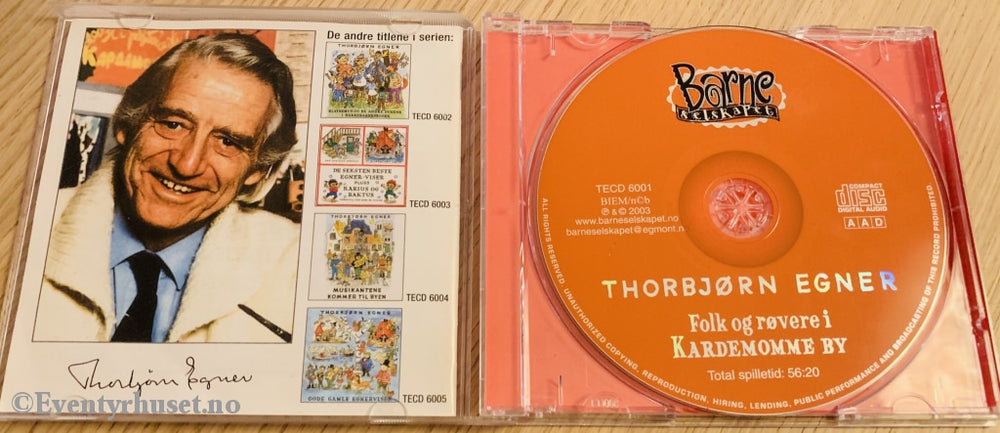 De andre titlene i serien:
THORBJØRN EGNER
TECD 6002
DE SEKSTEN BESTE
EGNER-VISER
PLUSS
KARIUS OG
BAKTUS
TECD 6003
THORBJØRN EGNER
MUSIKANTENE
KOMMER TIL BYEN
TECD 6004
THORBJØRN EGNER
GODE GAMLE EGNERVISER
TECD 6005
Thorbjørn Egner
©Eventyrhuset.no
Barne
selskapet
TECD 6001
BIEM/n©b
℗ & © 2003
www.barneselskapet.no
barneselskapet@egmont.n
COMPACT
disc
DIGITAL AUDIO
AAD
THORBJØRN EGNER
Folk og røvere i
KARDEMOMME BY
Total spilletid: 56:20
ALL RIGHTS RESERVED. UNAUTHORIZED COPYING, REPRODUCTION, HIRING, LENDING, PUBLIC PERFORMANCE AND BROADCASTING OF THIS RECORD PROHIBITED.